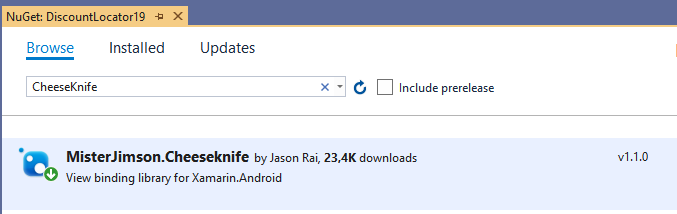 NuGet: DiscountLocator19
Browse Installed Updates
CheeseKnife Include prerelease
MisterJimson.Cheeseknife by Jason Rai, 23,4K downloads v1.1.0
View binding library for Xamarin.Android